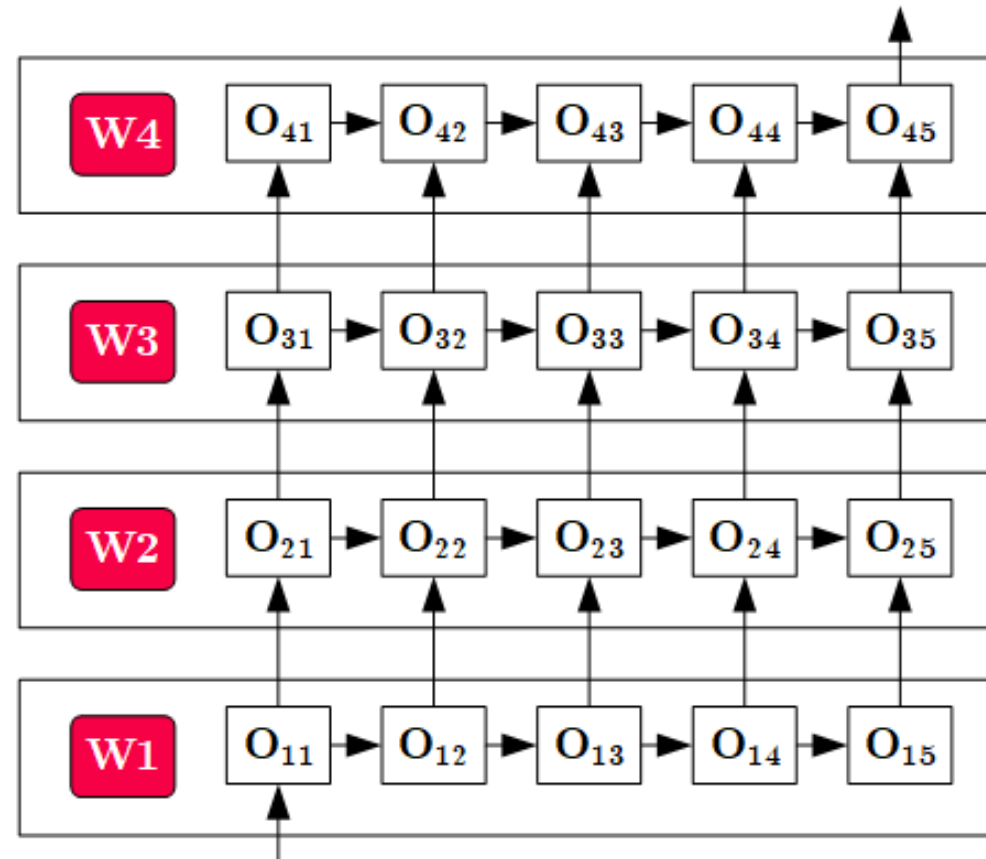 W4 O₄₁ O₄₂ O₄₃ O₄₄ O₄₅
W3 O₃₁ O₃₂ O₃₃ O₃₄ O₃₅
W2 O₂₁ O₂₂ O₂₃ O₂₄ O₂₅
W1 O₁₁ O₁₂ O₁₃ O₁₄ O₁₅